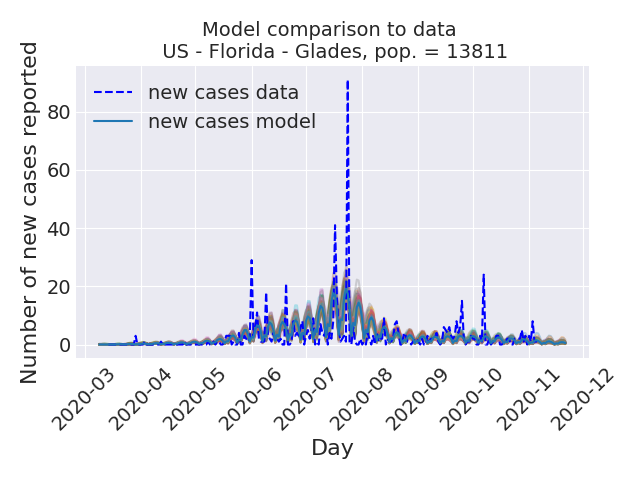 Model comparison to data
US - Florida - Glades, pop. = 13811
new cases data
new cases model
Number of new cases reported
80
60
40
20
0
2020-03
2020-04
2020-05
2020-06
2020-07
2020-08
2020-09
2020-10
2020-11
2020-12
Day